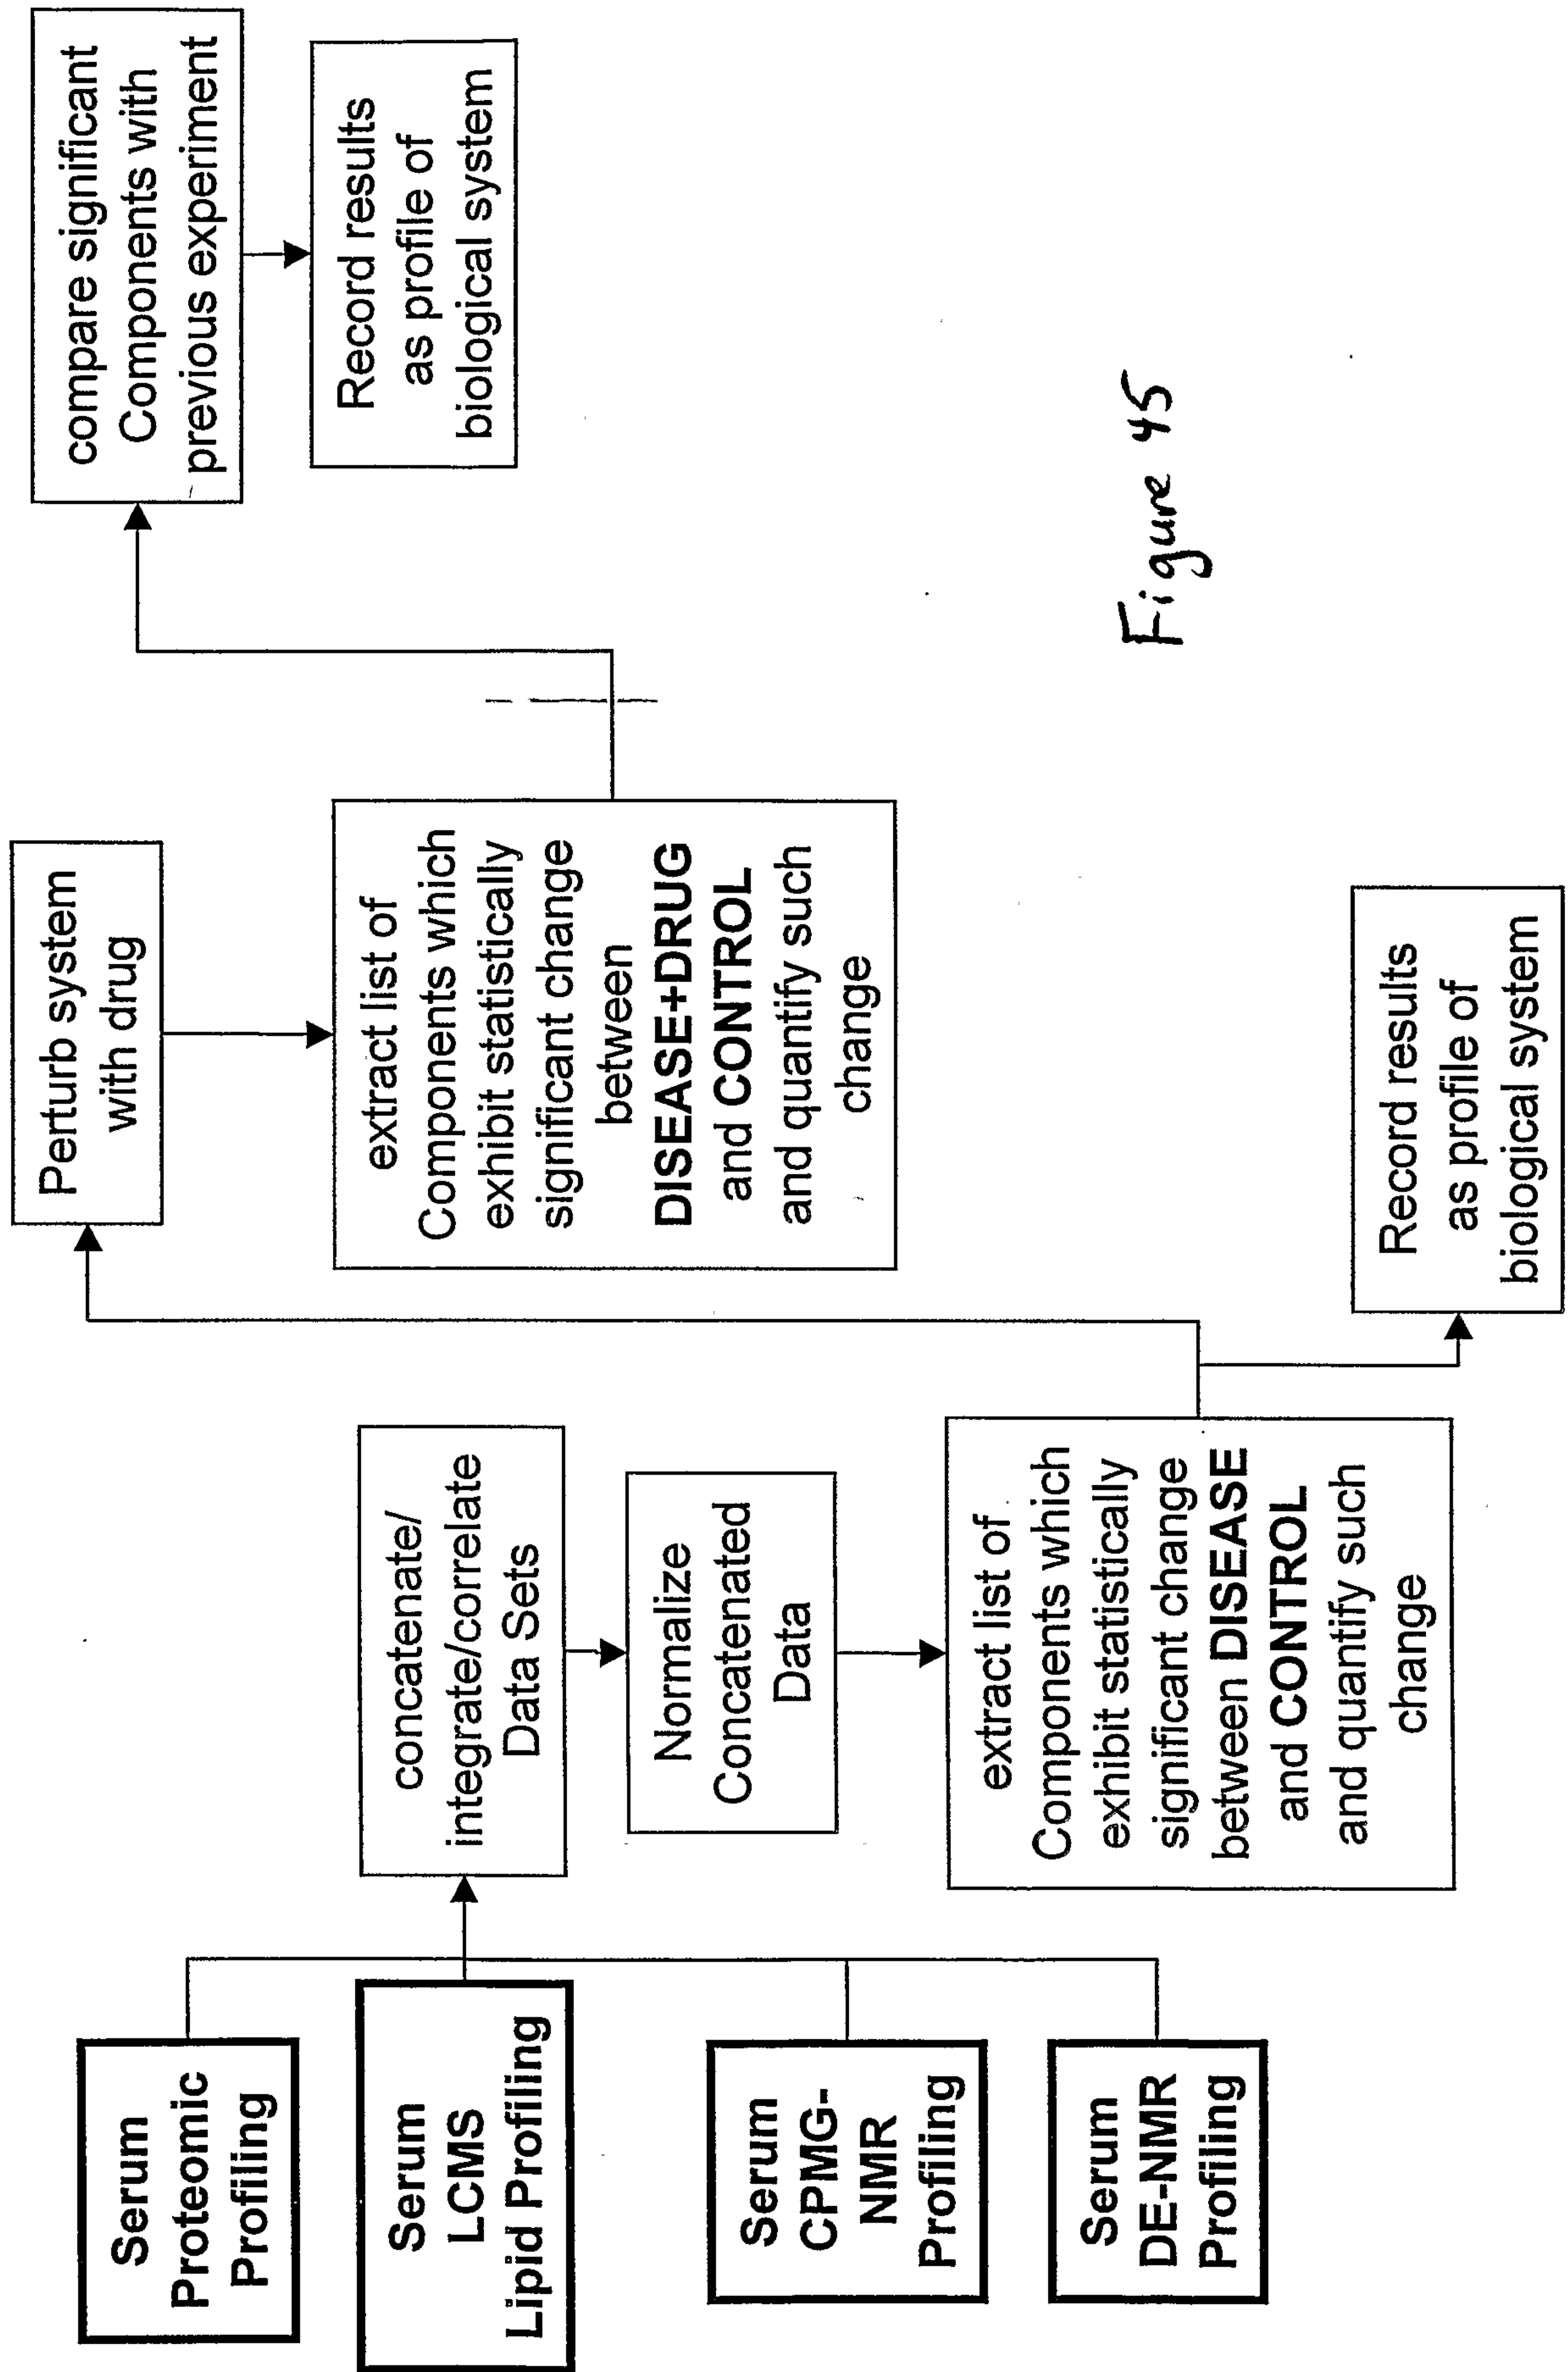 Serum
Proteomic
Profiling
Serum
LCMS
Lipid Profiling
Serum
CPMG-
NMR
Profiling
Serum
DE-NMR
Profiling
concatenate/
integrate/correlate
Data Sets
Normalize
Concatenated
Data
extract list of
Components which
exhibit statistically
significant change
between DISEASE
and CONTROL
and quantify such
change
Record results
as profile of
biological system
Perturb system
with drug
extract list of
Components which
exhibit statistically
significant change
between
DISEASE+DRUG
and CONTROL
and quantify such
change
compare significant
Components with
previous experiment
Record results
as profile of
biological system
Figure 45